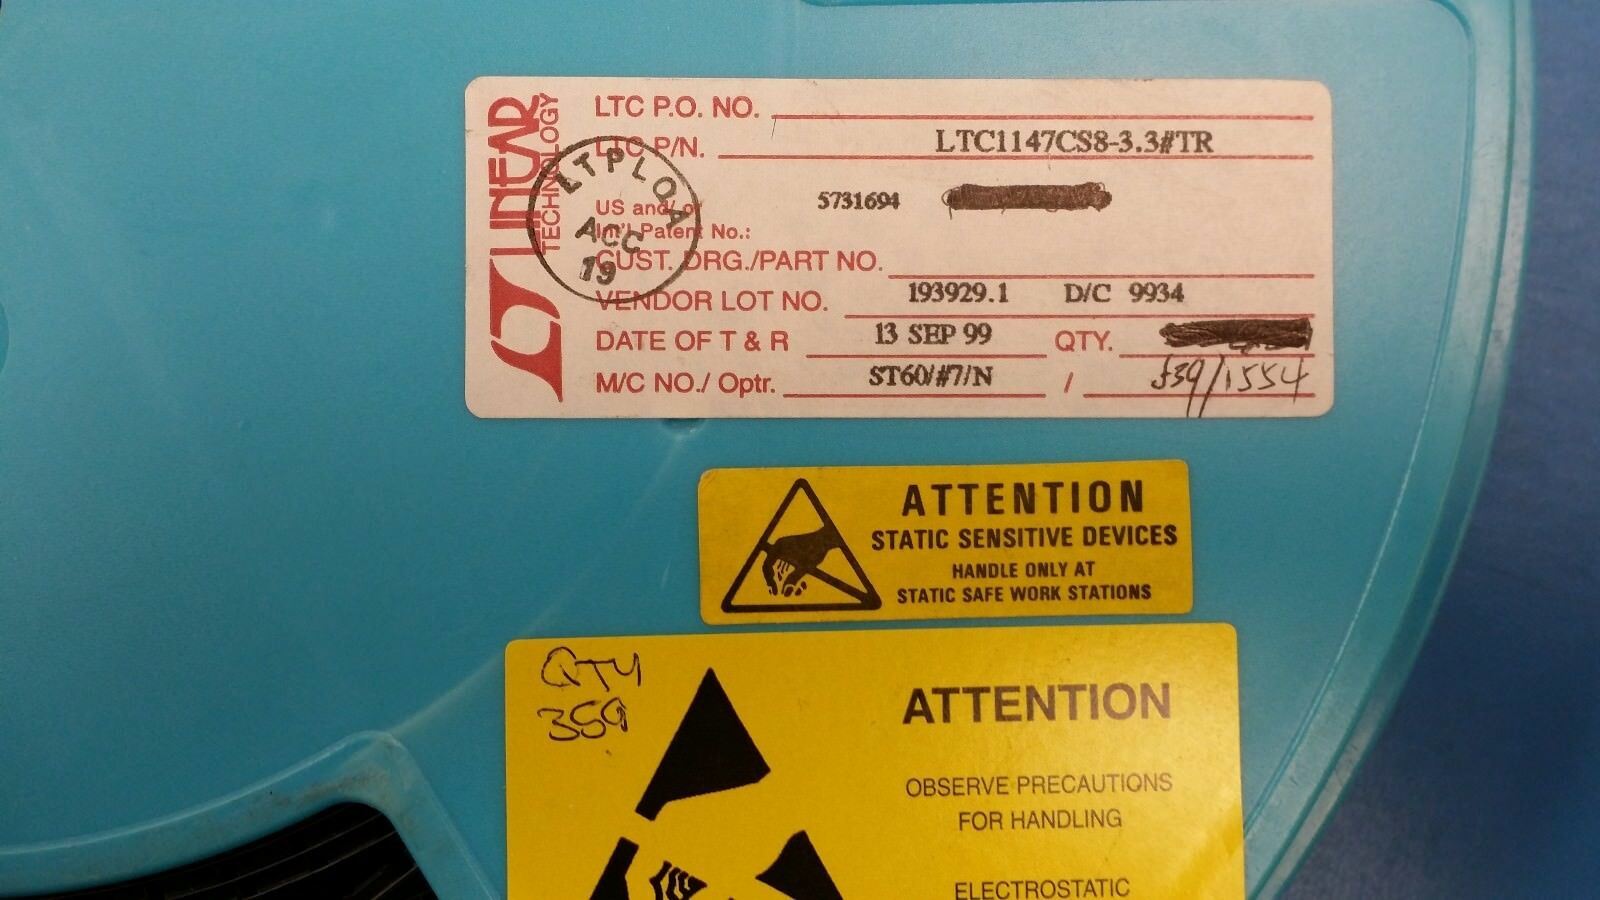 LINEAR
TECHNOLOGY
LTC P.O. NO.
LTC P/N. LTC1147CS8-3.3#TR
LTPLQA
ACC
19
US and/or 5731694
Int'l Patent No.:
CUST. DRG./PART NO.
VENDOR LOT NO. 193929.1 D/C 9934
DATE OF T & R 13 SEP 99 QTY.
M/C NO./ Optr. ST60/#7/N / /1554
ATTENTION
STATIC SENSITIVE DEVICES
HANDLE ONLY AT
STATIC SAFE WORK STATIONS
QTY
359
ATTENTION
OBSERVE PRECAUTIONS
FOR HANDLING
ELECTROSTATIC